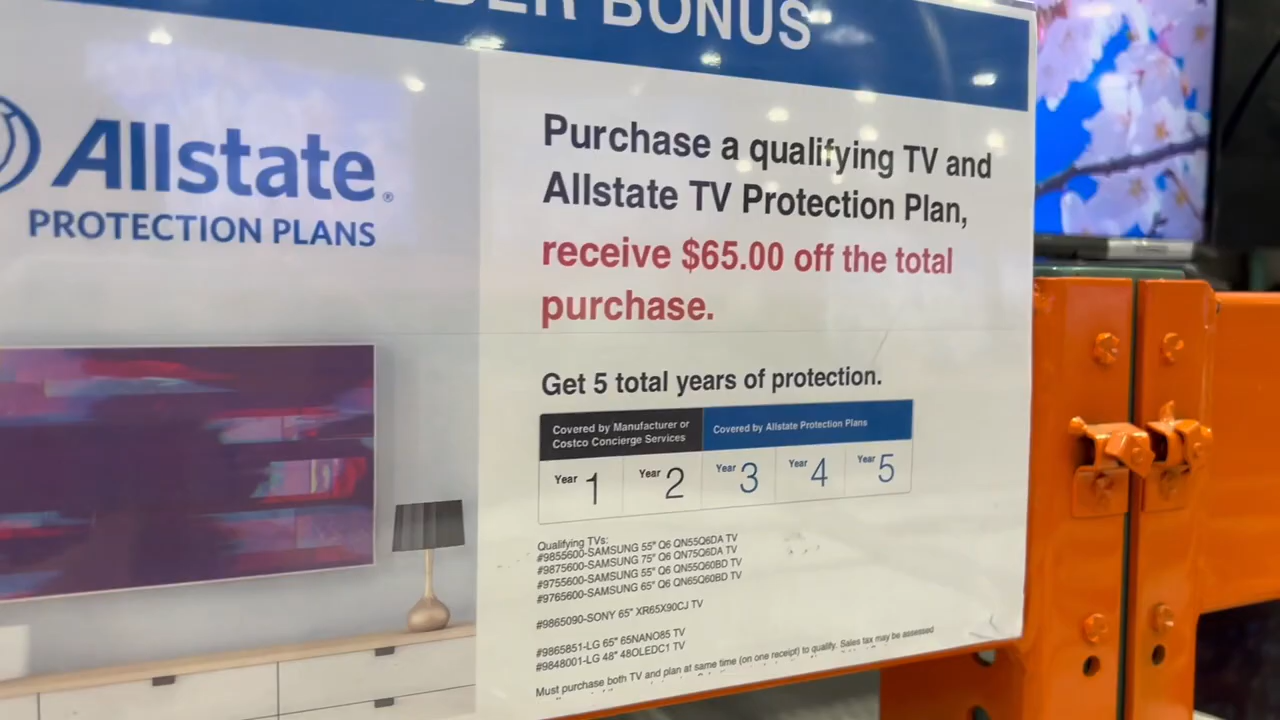 BONUS
Allstate®
PROTECTION PLANS
Purchase a qualifying TV and
Allstate TV Protection Plan,
receive $65.00 off the total
purchase.
Get 5 total years of protection.
Covered by Manufacturer or
Costco Concierge Services
Covered by Allstate Protection Plans
Year 1
Year 2
Year 3
Year 4
Year 5
Qualifying TVs:
#9855600-SAMSUNG 55" Q6 QN55Q6DA TV
#9875600-SAMSUNG 75" Q6 QN75Q6DA TV
#9755600-SAMSUNG 55" Q6 QN55Q60BD TV
#9765600-SAMSUNG 65" Q6 QN65Q60BD TV
#9865090-SONY 65" XR65X90CJ TV
#9865851-LG 65" 65NANO85 TV
#9848001-LG 48" 48OLEDC1 TV
Must purchase both TV and plan at same time (on one receipt) to qualify. Sales tax may be assessed